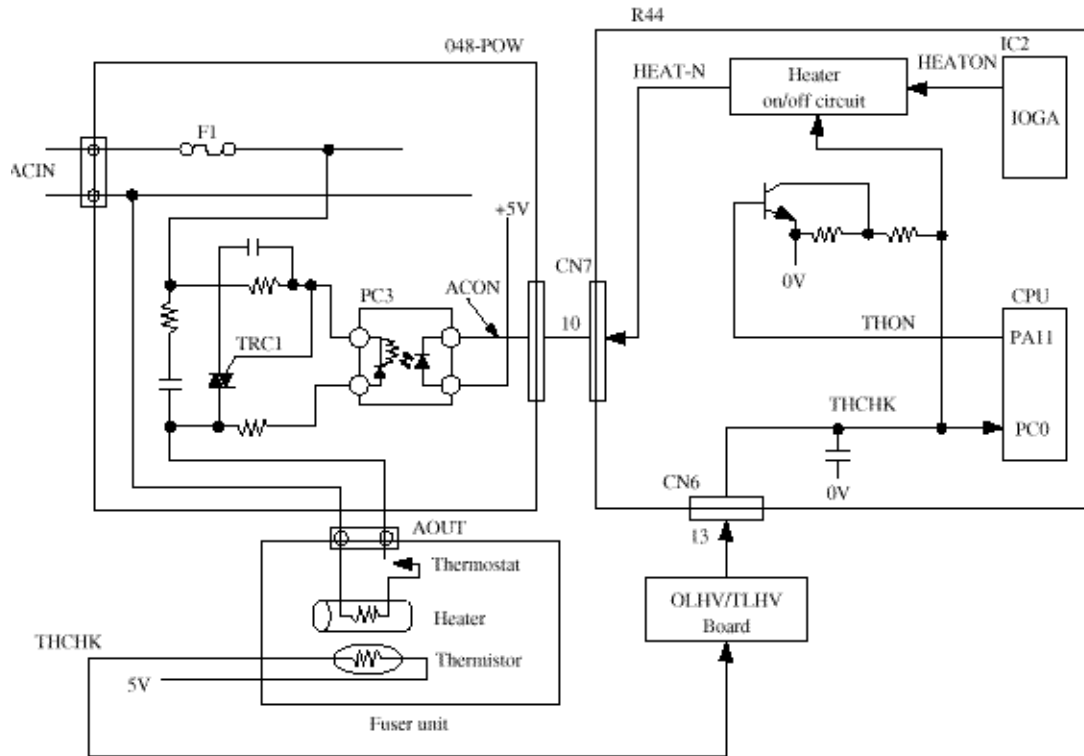 R44
048-POW
IC2
HEAT-N
Heater
on/off circuit
HEATON
IOGA
F1
ACIN
+5V
0V
CN7
ACON
PC3
10
CPU
THON
PA11
TRC1
THCHK
PC0
CN6
0V
13
AOUT
Thermostat
OLHV/TLHV
Board
Heater
THCHK
Thermistor
5V
Fuser unit